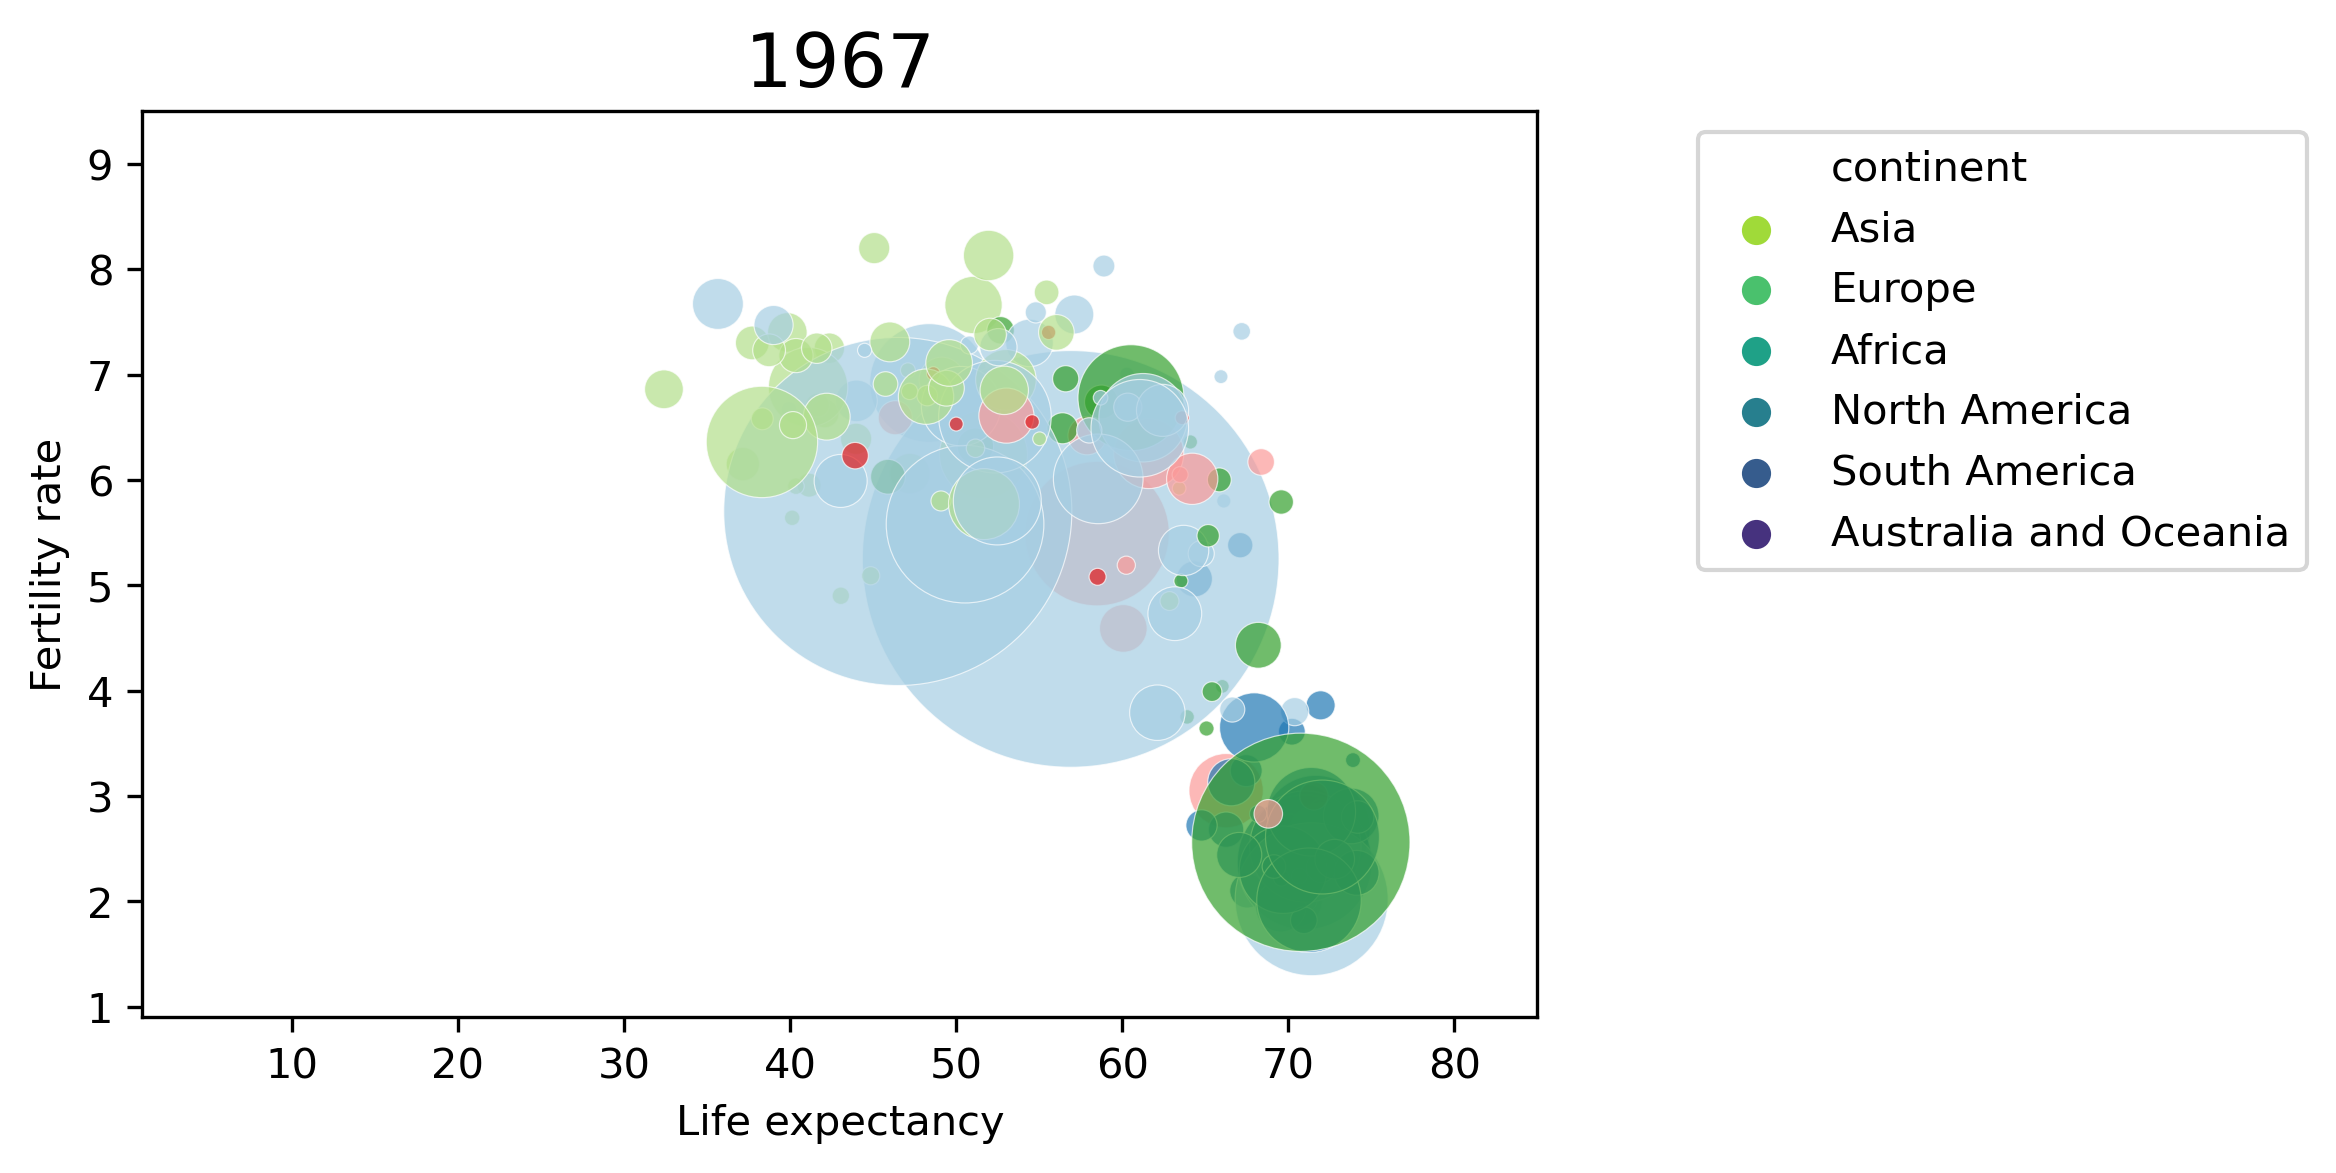 1967
9
8
7
6
5
4
3
2
1
Fertility rate
10 20 30 40 50 60 70 80
Life expectancy
continent
Asia
Europe
Africa
North America
South America
Australia and Oceania